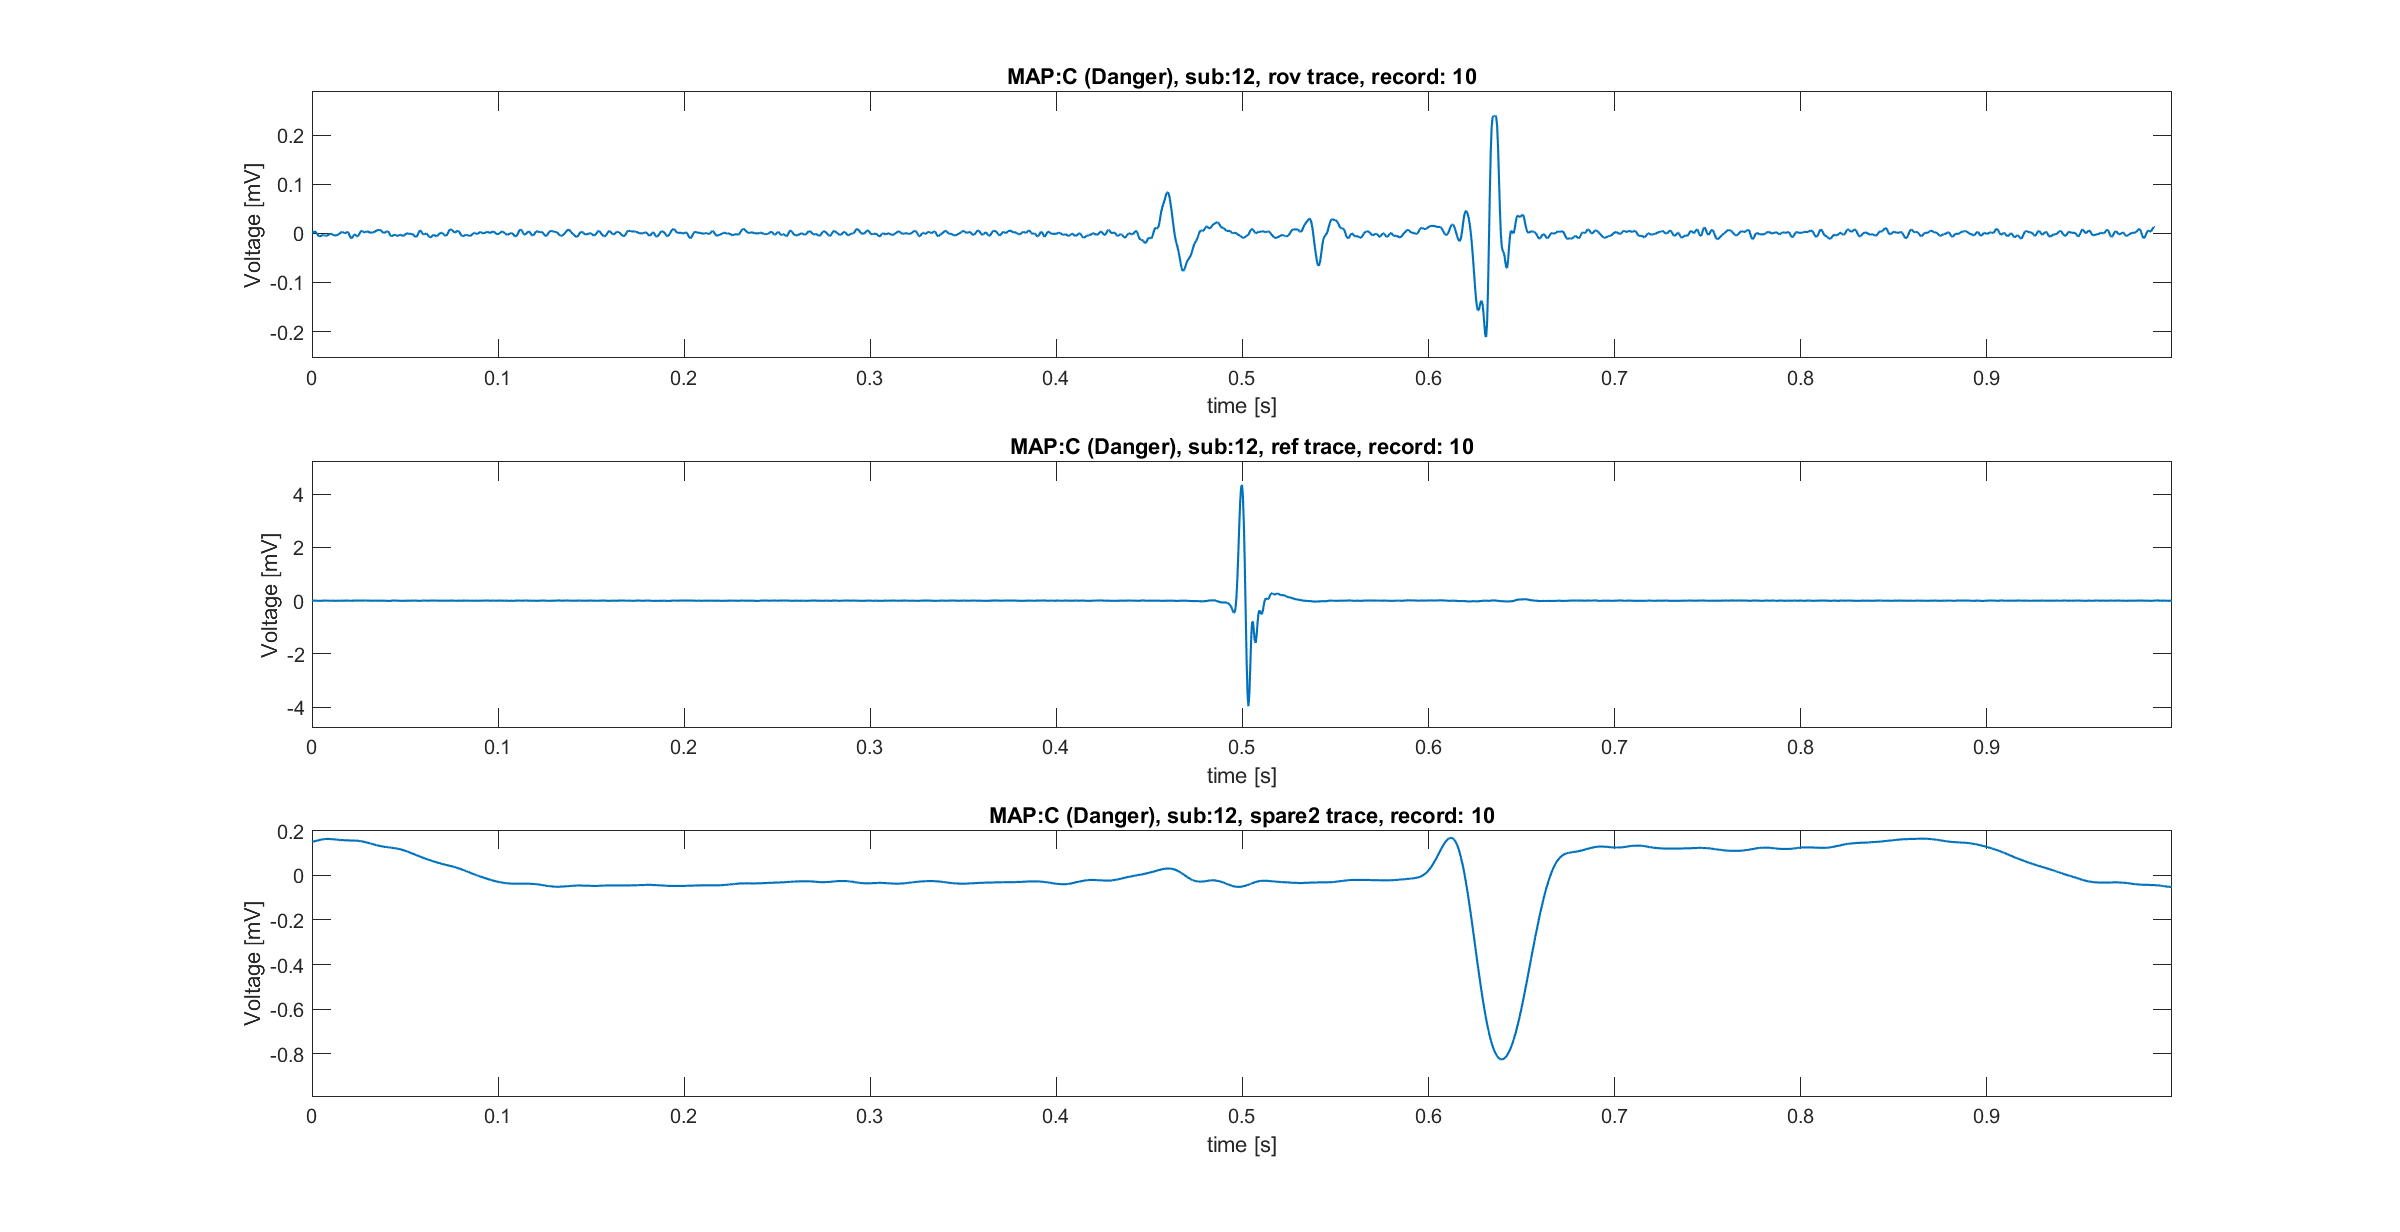 MAP:C (Danger), sub:12, rov trace, record: 10
Voltage [mV]
0.2
0.1
0
-0.1
-0.2
0 0.1 0.2 0.3 0.4 0.5 0.6 0.7 0.8 0.9
time [s]
MAP:C (Danger), sub:12, ref trace, record: 10
Voltage [mV]
4
2
0
-2
-4
0 0.1 0.2 0.3 0.4 0.5 0.6 0.7 0.8 0.9
time [s]
MAP:C (Danger), sub:12, spare2 trace, record: 10
Voltage [mV]
0.2
0
-0.2
-0.4
-0.6
-0.8
0 0.1 0.2 0.3 0.4 0.5 0.6 0.7 0.8 0.9
time [s]